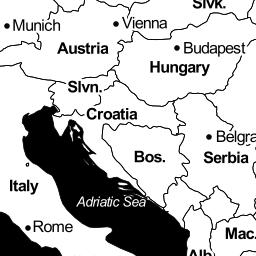 Slvk.
Munich
Vienna
Austria
Budapest
Hungary
Slvn.
Croatia
Belgra
Bos.
Serbia
Italy
Adriatic Sea
Rome
Mac.
Alb.